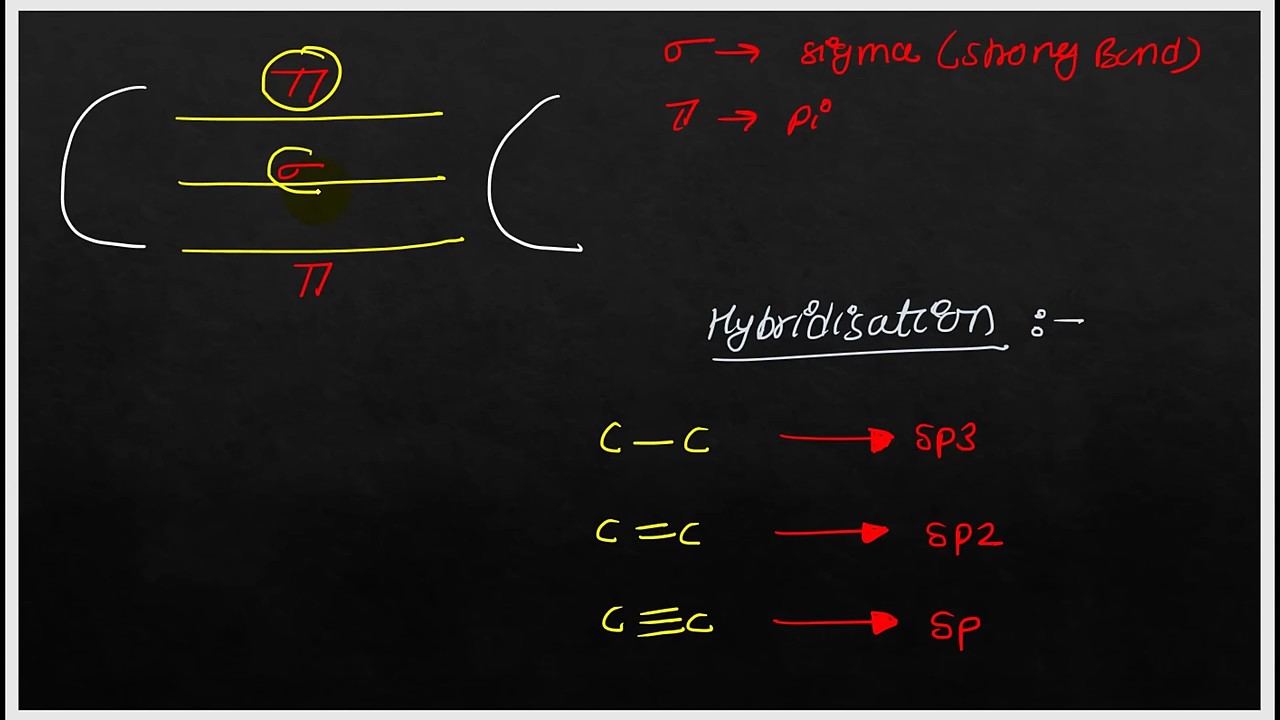 π
C σ C
π
σ → sigma (strong Bond)
π → pi
Hybridisation :-
C — C → sp3
C = C → sp2
C ≡ C → sp